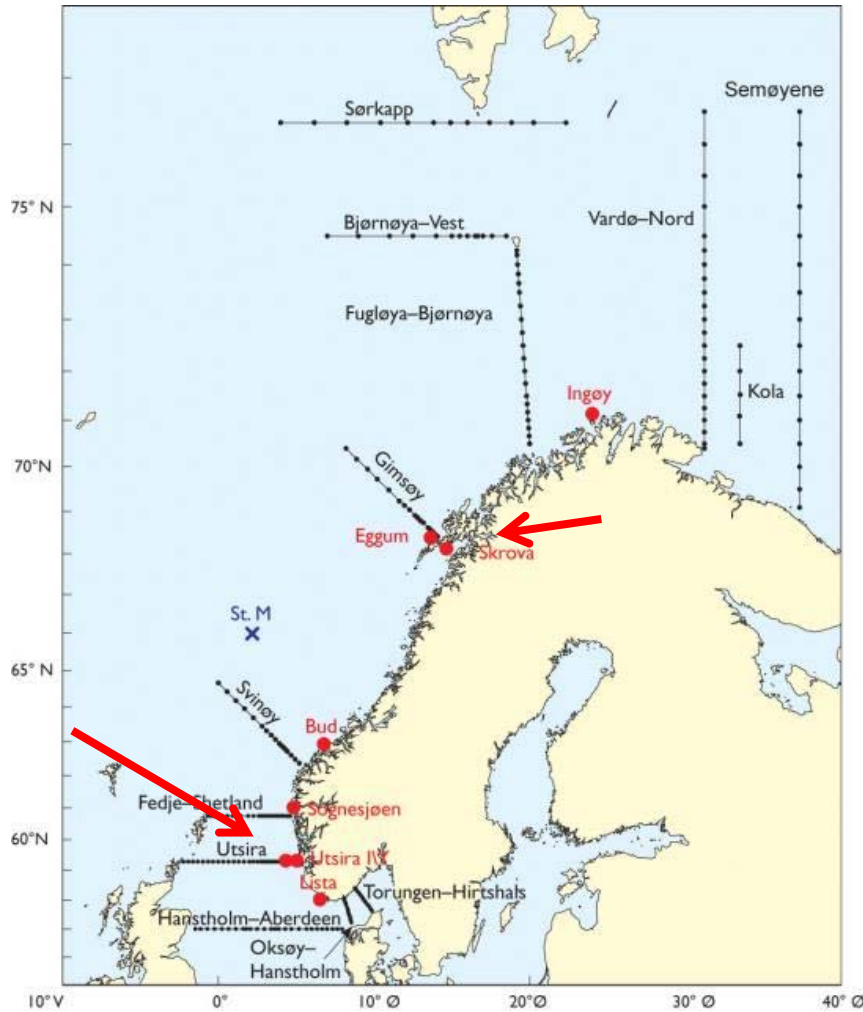 Semøyene
Sørkapp
75° N
Bjørnøya–Vest
Vardø–Nord
Fugløya–Bjørnøya
Ingøy
Kola
70°N
Gimsøy
Eggum
Skrova
St. M
65° N
Svinøy
Bud
Fedje–Shetland
Sognesjøen
60°N
Utsira
Utsira I\Y
Lista
Torungen–Hirtshals
Hanstholm–Aberdeen
Oksøy–
Hanstholm
10°V
0°
10° Ø
20°Ø
30° Ø
40° Ø